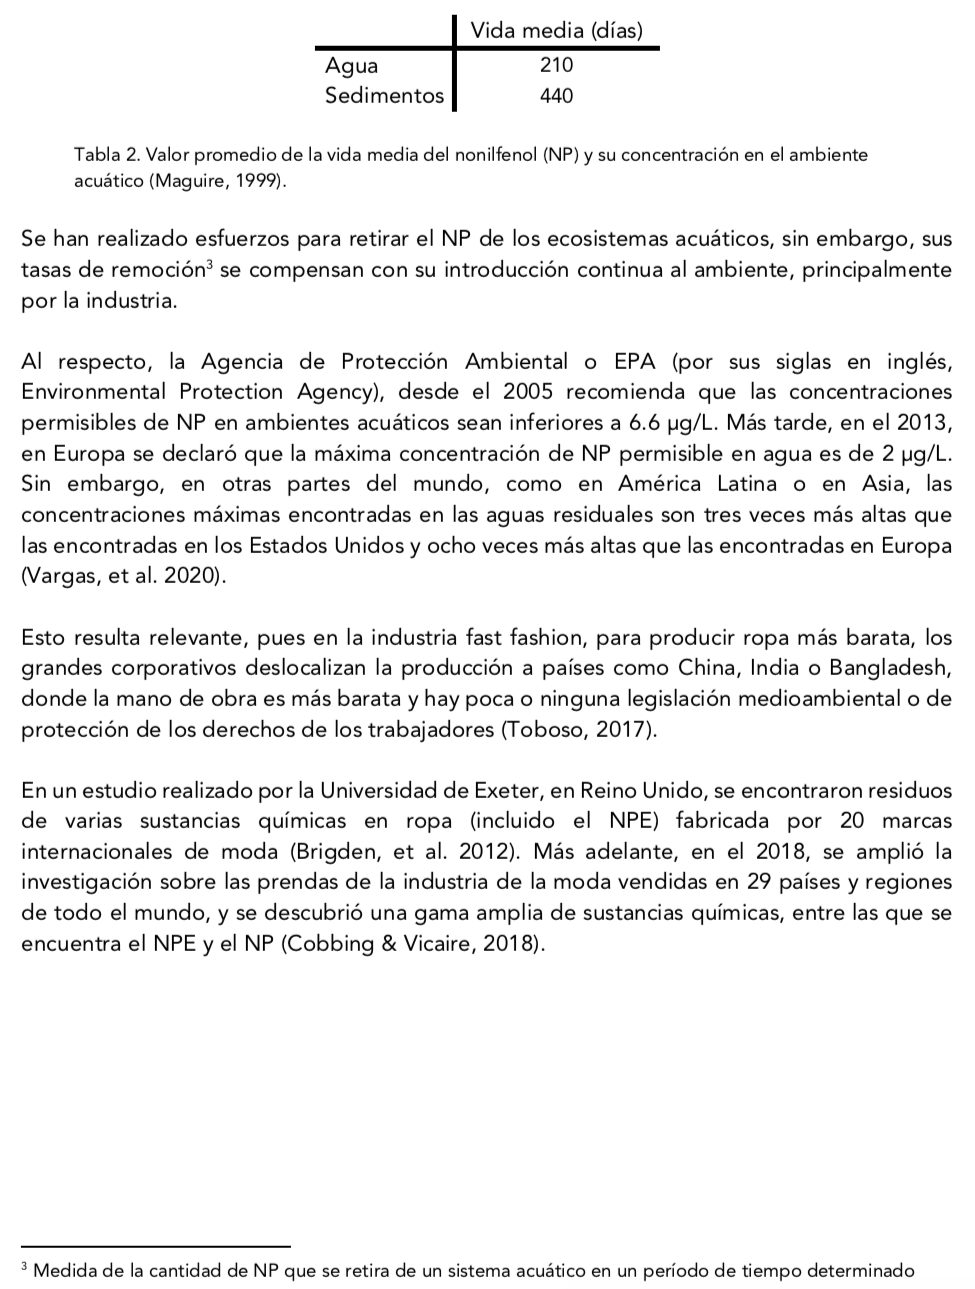 Vida media (días)
Agua 210
Sedimentos 440
Tabla 2. Valor promedio de la vida media del nonilfenol (NP) y su concentración en el ambiente
acuático (Maguire, 1999).
Se han realizado esfuerzos para retirar el NP de los ecosistemas acuáticos, sin embargo, sus
tasas de remoción³ se compensan con su introducción continua al ambiente, principalmente
por la industria.
Al respecto, la Agencia de Protección Ambiental o EPA (por sus siglas en inglés,
Environmental Protection Agency), desde el 2005 recomienda que las concentraciones
permisibles de NP en ambientes acuáticos sean inferiores a 6.6 µg/L. Más tarde, en el 2013,
en Europa se declaró que la máxima concentración de NP permisible en agua es de 2 µg/L.
Sin embargo, en otras partes del mundo, como en América Latina o en Asia, las
concentraciones máximas encontradas en las aguas residuales son tres veces más altas que
las encontradas en los Estados Unidos y ocho veces más altas que las encontradas en Europa
(Vargas, et al. 2020).
Esto resulta relevante, pues en la industria fast fashion, para producir ropa más barata, los
grandes corporativos deslocalizan la producción a países como China, India o Bangladesh,
donde la mano de obra es más barata y hay poca o ninguna legislación medioambiental o de
protección de los derechos de los trabajadores (Toboso, 2017).
En un estudio realizado por la Universidad de Exeter, en Reino Unido, se encontraron residuos
de varias sustancias químicas en ropa (incluido el NPE) fabricada por 20 marcas
internacionales de moda (Brigden, et al. 2012). Más adelante, en el 2018, se amplió la
investigación sobre las prendas de la industria de la moda vendidas en 29 países y regiones
de todo el mundo, y se descubrió una gama amplia de sustancias químicas, entre las que se
encuentra el NPE y el NP (Cobbing & Vicaire, 2018).
³ Medida de la cantidad de NP que se retira de un sistema acuático en un período de tiempo determinado